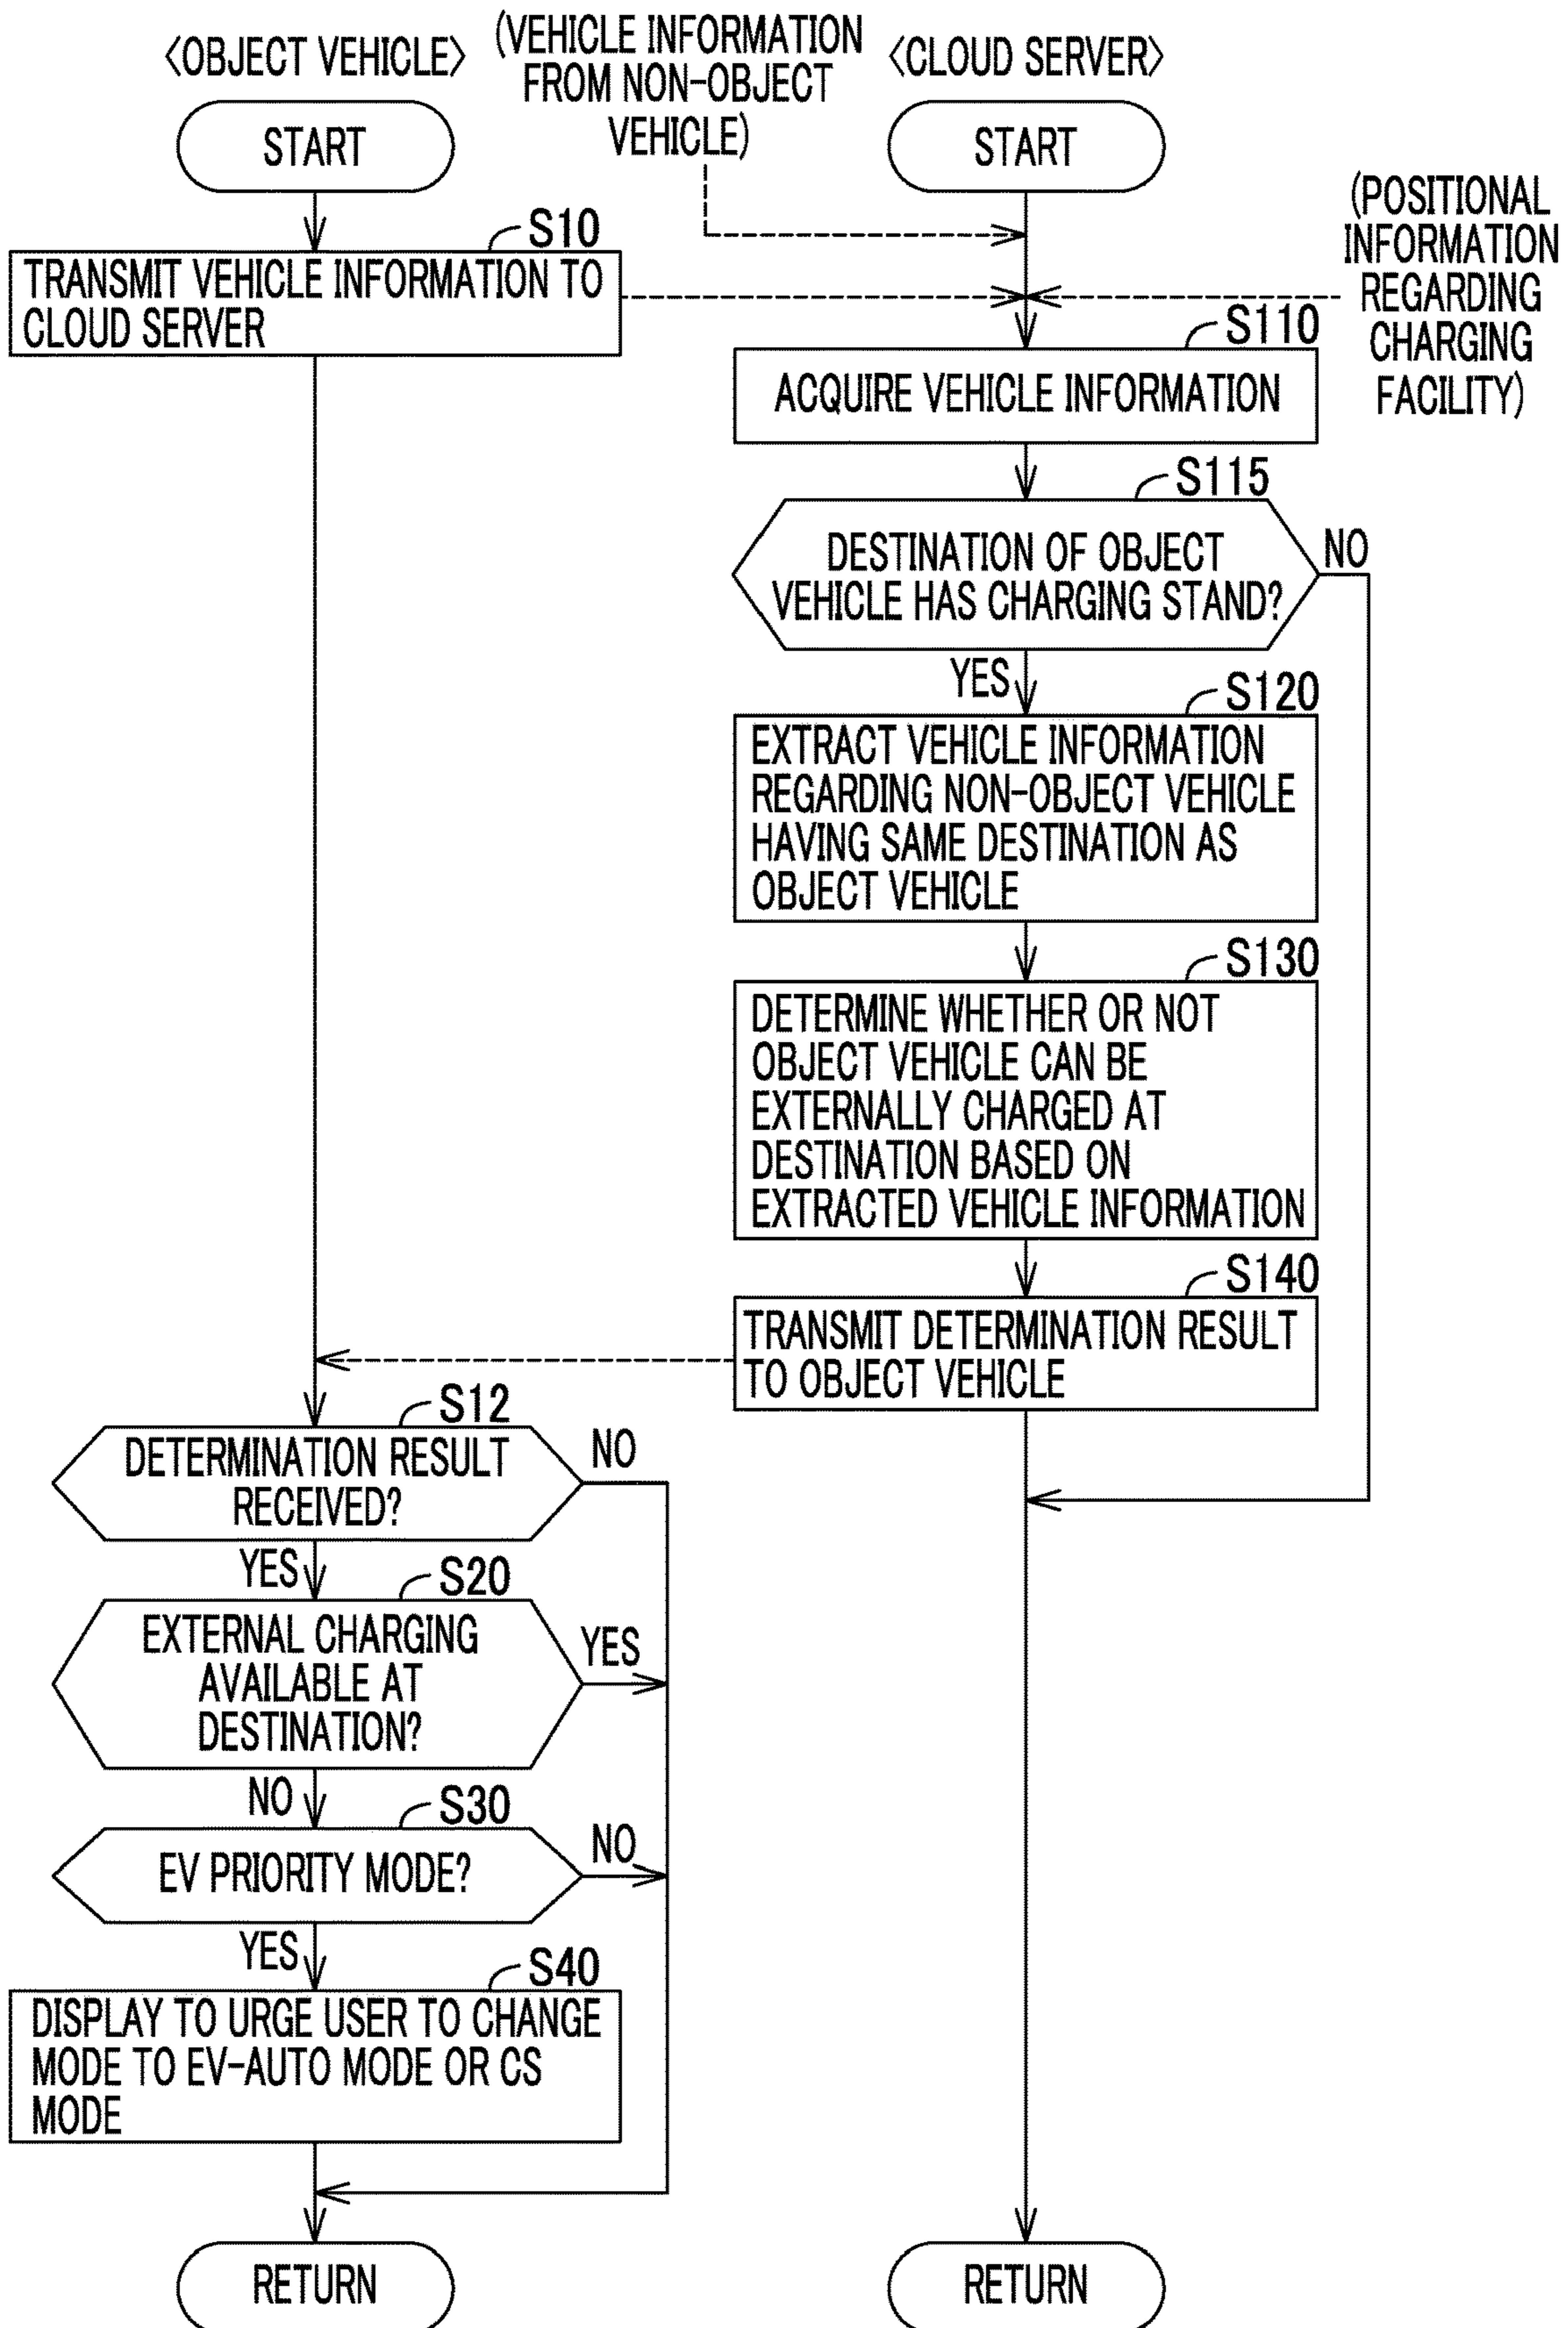 〈OBJECT VEHICLE〉
(VEHICLE INFORMATION
FROM NON-OBJECT
VEHICLE)
〈CLOUD SERVER〉
START
START
(POSITIONAL
INFORMATION
REGARDING
CHARGING
FACILITY)
S10
TRANSMIT VEHICLE INFORMATION TO
CLOUD SERVER
S110
ACQUIRE VEHICLE INFORMATION
S115
DESTINATION OF OBJECT
VEHICLE HAS CHARGING STAND?
NO
YES
S120
EXTRACT VEHICLE INFORMATION
REGARDING NON-OBJECT VEHICLE
HAVING SAME DESTINATION AS
OBJECT VEHICLE
S130
DETERMINE WHETHER OR NOT
OBJECT VEHICLE CAN BE
EXTERNALLY CHARGED AT
DESTINATION BASED ON
EXTRACTED VEHICLE INFORMATION
S140
TRANSMIT DETERMINATION RESULT
TO OBJECT VEHICLE
S12
DETERMINATION RESULT
RECEIVED?
NO
YES
S20
EXTERNAL CHARGING
AVAILABLE AT
DESTINATION?
YES
NO
S30
EV PRIORITY MODE?
NO
YES
S40
DISPLAY TO URGE USER TO CHANGE
MODE TO EV-AUTO MODE OR CS
MODE
RETURN
RETURN